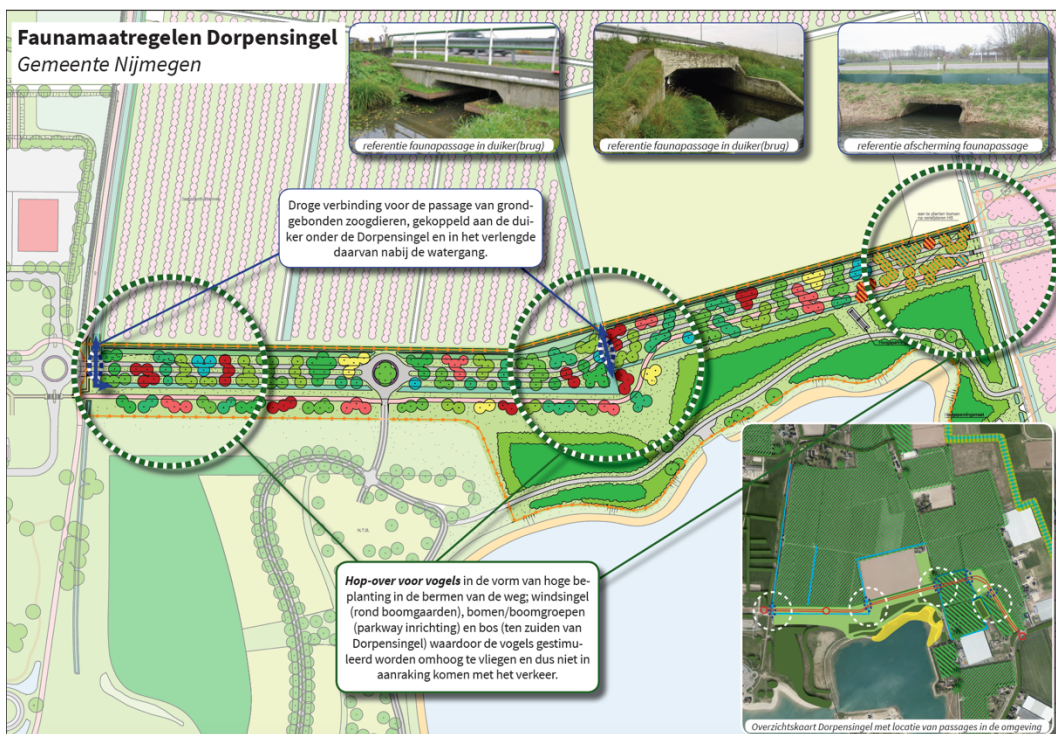 Faunamaatregelen Dorpensingel
Gemeente Nijmegen
referentie faunapassage in duiker(brug)
referentie faunapassage in duiker(brug)
referentie afscherming faunapassage
Droge verbinding voor de passage van grond-
gebonden zoogdieren, gekoppeld aan de dui-
ker onder de Dorpensingel en in het verlengde
daarvan nabij de watergang.
aan te planten bomen
N.T.B.
Hop-over voor vogels in de vorm van hoge be-
planting in de bermen van de weg; windsingel
(rond boomgaarden), bomen/boomgroepen
(parkway inrichting) en bos (ten zuiden van
Dorpensingel) waardoor de vogels gestimu-
leerd worden omhoog te vliegen en dus niet in
aanraking komen met het verkeer.
Overzichtskaart Dorpensingel met locatie van passages in de omgeving